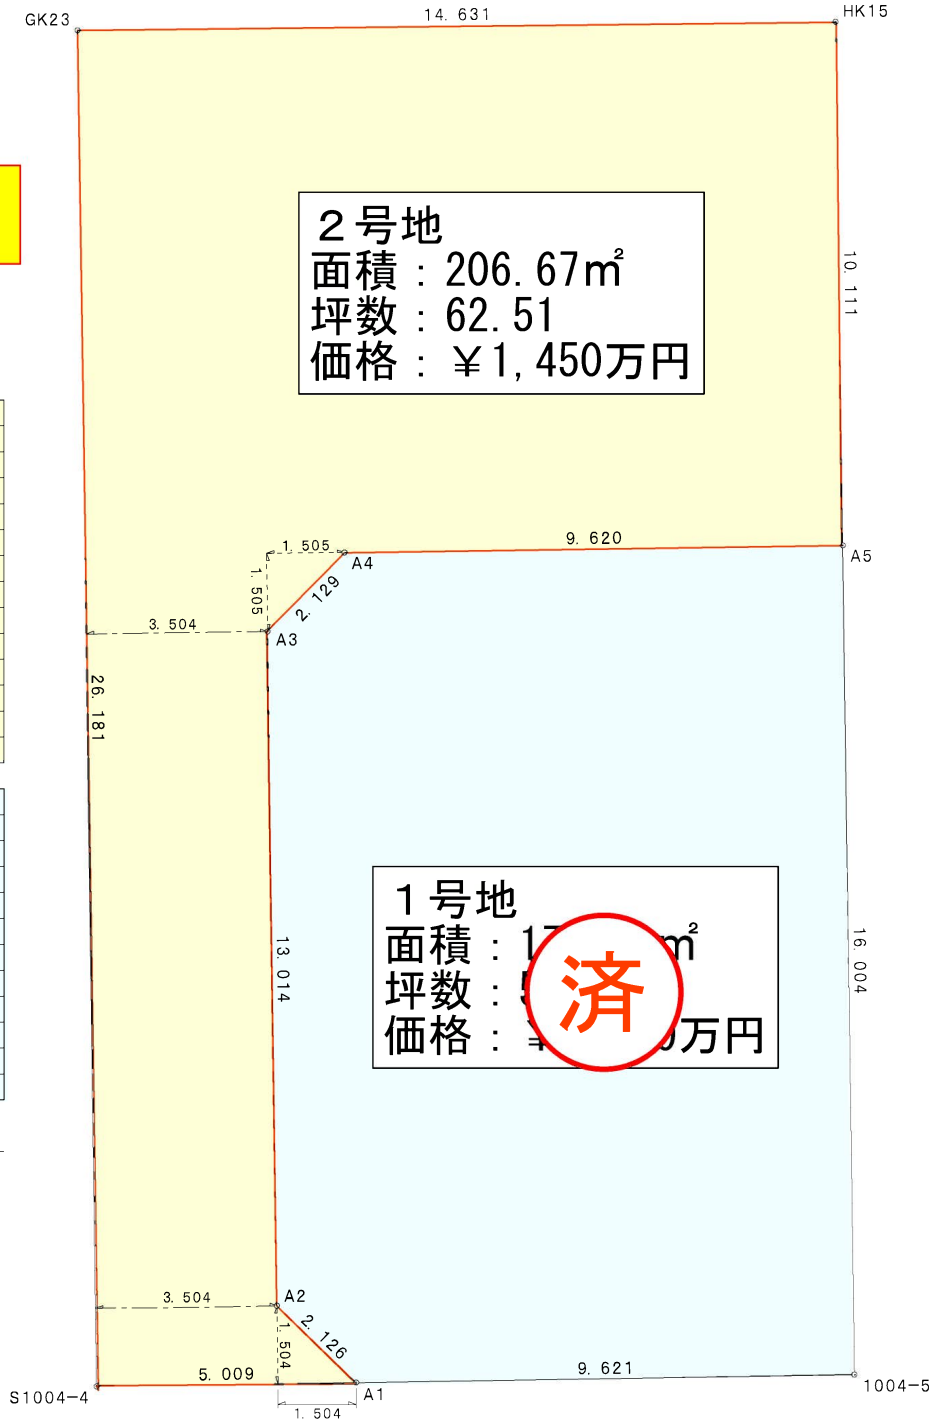 GK23
14. 631
HK15
2号地
面積：206. 67㎡
坪数：62. 51
価格：￥1, 450万円
10. 111
1. 505
9. 620
A4
A5
1. 505
2. 129
3. 504
A3
26. 181
1号地
面積： ㎡
坪数：
価格： 万円
済
13. 014
16. 004
3. 504
A2
2. 126
1. 504
5. 009
9. 621
S1004-4
A1
1004-5
1. 504